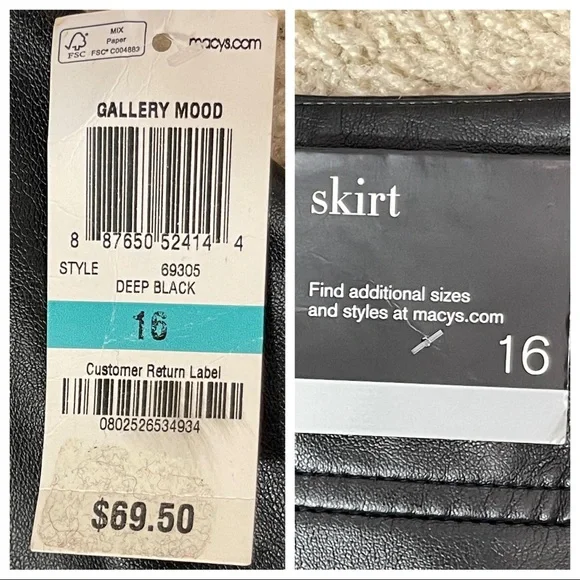 FSC
MIX
Paper
FSC® C004883
macys.com
GALLERY MOOD
8 87650 52414 4
STYLE 69305
DEEP BLACK
16
Customer Return Label
0802526534934
$69.50
skirt
Find additional sizes
and styles at macys.com
16